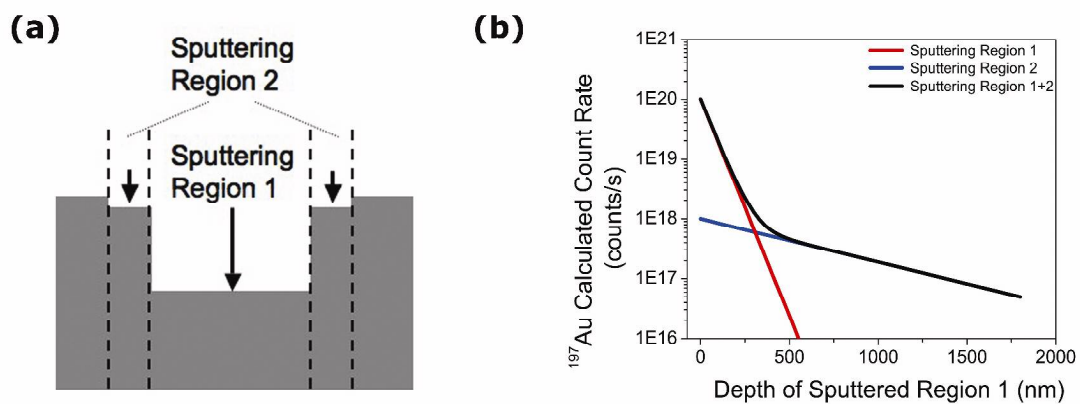 (a)
Sputtering
Region 2
Sputtering
Region 1
(b)
1E21
1E20
1E19
1E18
1E17
1E16
¹⁹⁷Au Calculated Count Rate
(counts/s)
Sputtering Region 1
Sputtering Region 2
Sputtering Region 1+2
0 500 1000 1500 2000
Depth of Sputtered Region 1 (nm)